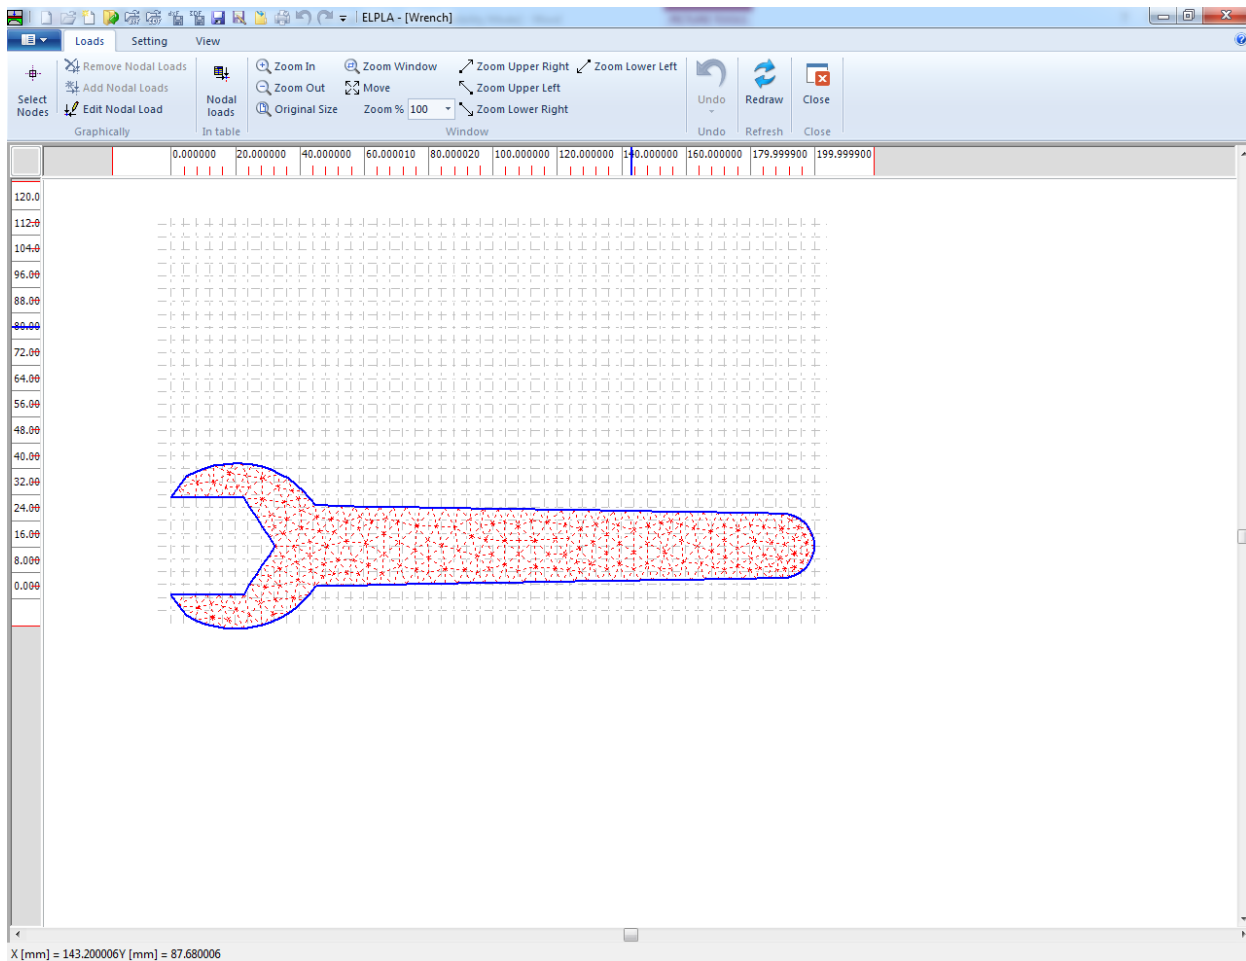 ELPLA - [Wrench]
Loads Setting View
Remove Nodal Loads
Add Nodal Loads
Edit Nodal Load
Select Nodes
Graphically
Nodal loads
In table
Zoom In Zoom Window Zoom Upper Right Zoom Lower Left
Zoom Out Move Zoom Upper Left
Original Size Zoom % 100 Zoom Lower Right
Window
Undo
Undo
Redraw
Refresh
Close
Close
0.000000 20.000000 40.000000 60.000010 80.000020 100.000000 120.000000 140.000000 160.000000 179.999900 199.999900
120.0
112.0
104.0
96.00
88.00
80.00
72.00
64.00
56.00
48.00
40.00
32.00
24.00
16.00
8.000
0.000
X [mm] = 143.200006Y [mm] = 87.680006